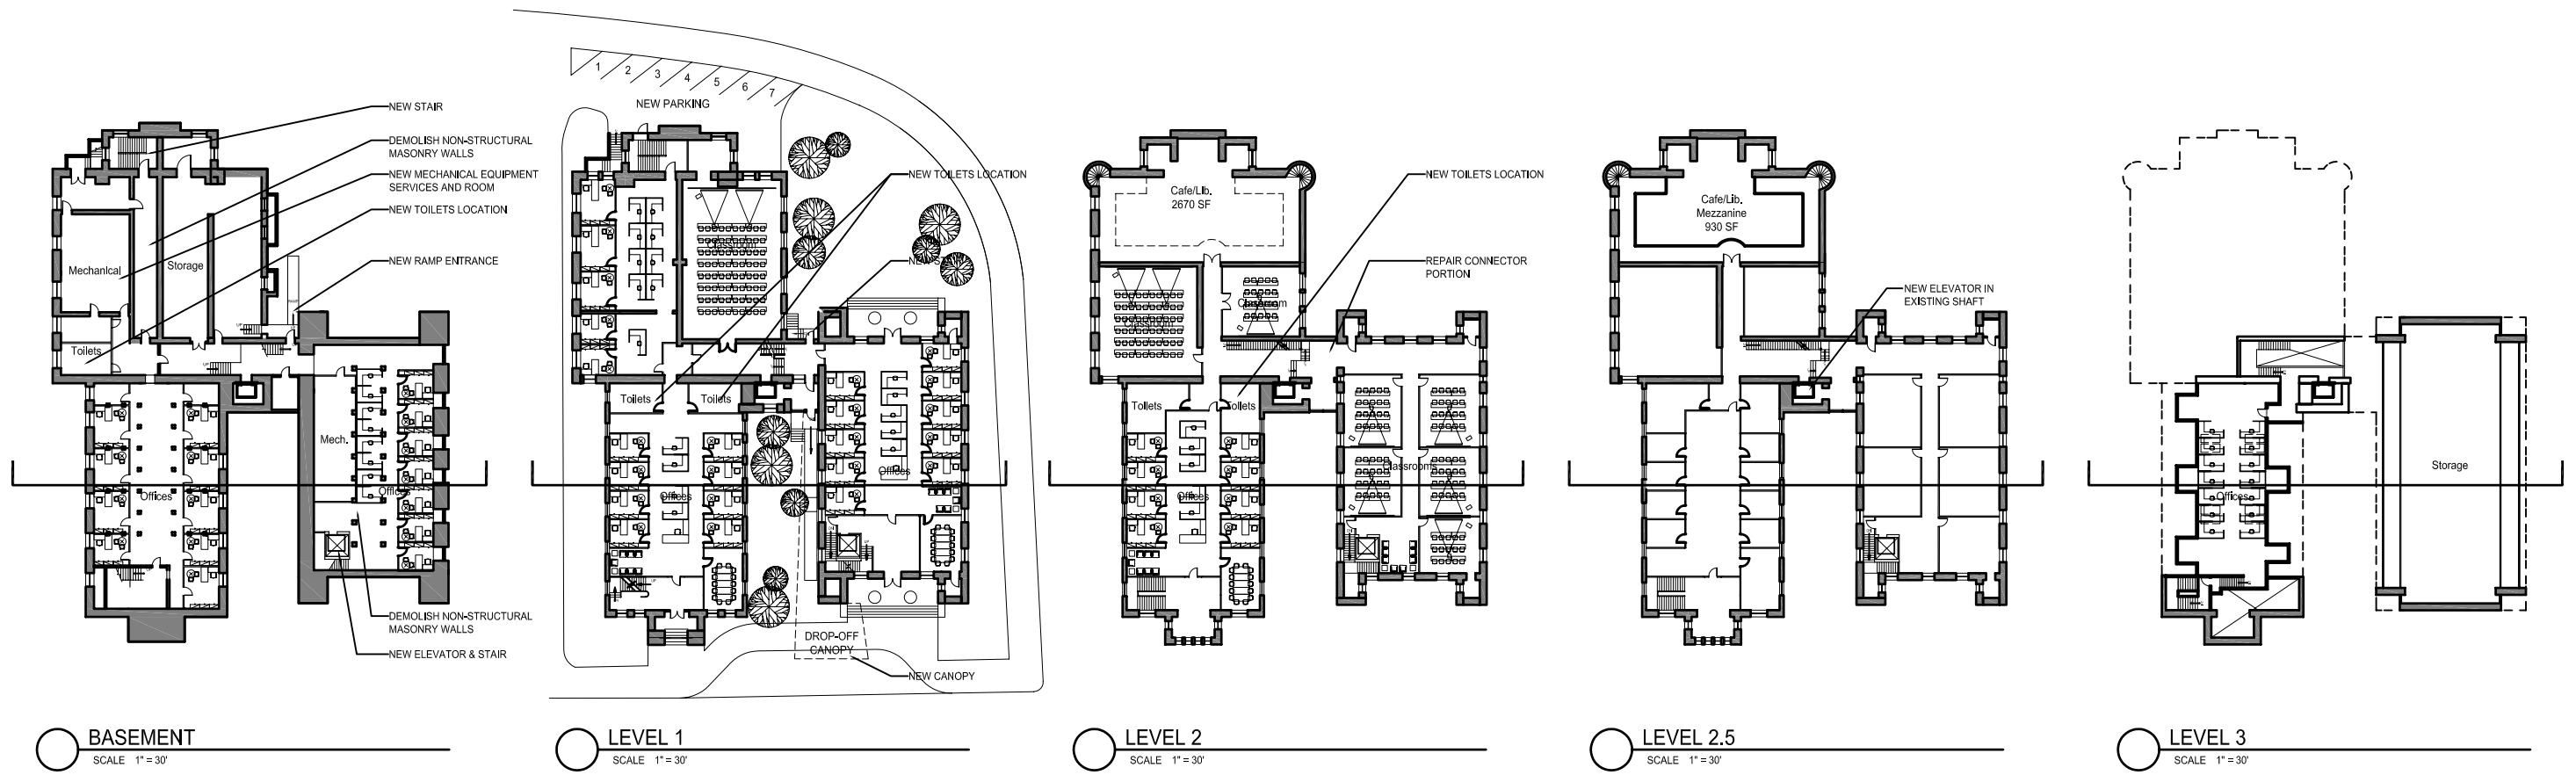 NEW STAIR
DEMOLISH NON-STRUCTURAL
MASONRY WALLS
NEW MECHANICAL EQUIPMENT
SERVICES AND ROOM
NEW TOILETS LOCATION
NEW RAMP ENTRANCE
Mechanical
Storage
Toilets
Mech.
Offices
Offices
DEMOLISH NON-STRUCTURAL
MASONRY WALLS
NEW ELEVATOR & STAIR
BASEMENT
SCALE 1" = 30'
1
2
3
4
5
6
7
NEW PARKING
NEW TOILETS LOCATION
Classroom
Toilets
Toilets
Offices
Offices
DROP-OFF
CANOPY
NEW CANOPY
LEVEL 1
SCALE 1" = 30'
Cafe/Lib.
2670 SF
NEW TOILETS LOCATION
REPAIR CONNECTOR
PORTION
Classroom
Classroom
Toilets
Toilets
Classrooms
Offices
LEVEL 2
SCALE 1" = 30'
Cafe/Lib.
Mezzanine
930 SF
NEW ELEVATOR IN
EXISTING SHAFT
LEVEL 2.5
SCALE 1" = 30'
Storage
Offices
LEVEL 3
SCALE 1" = 30'